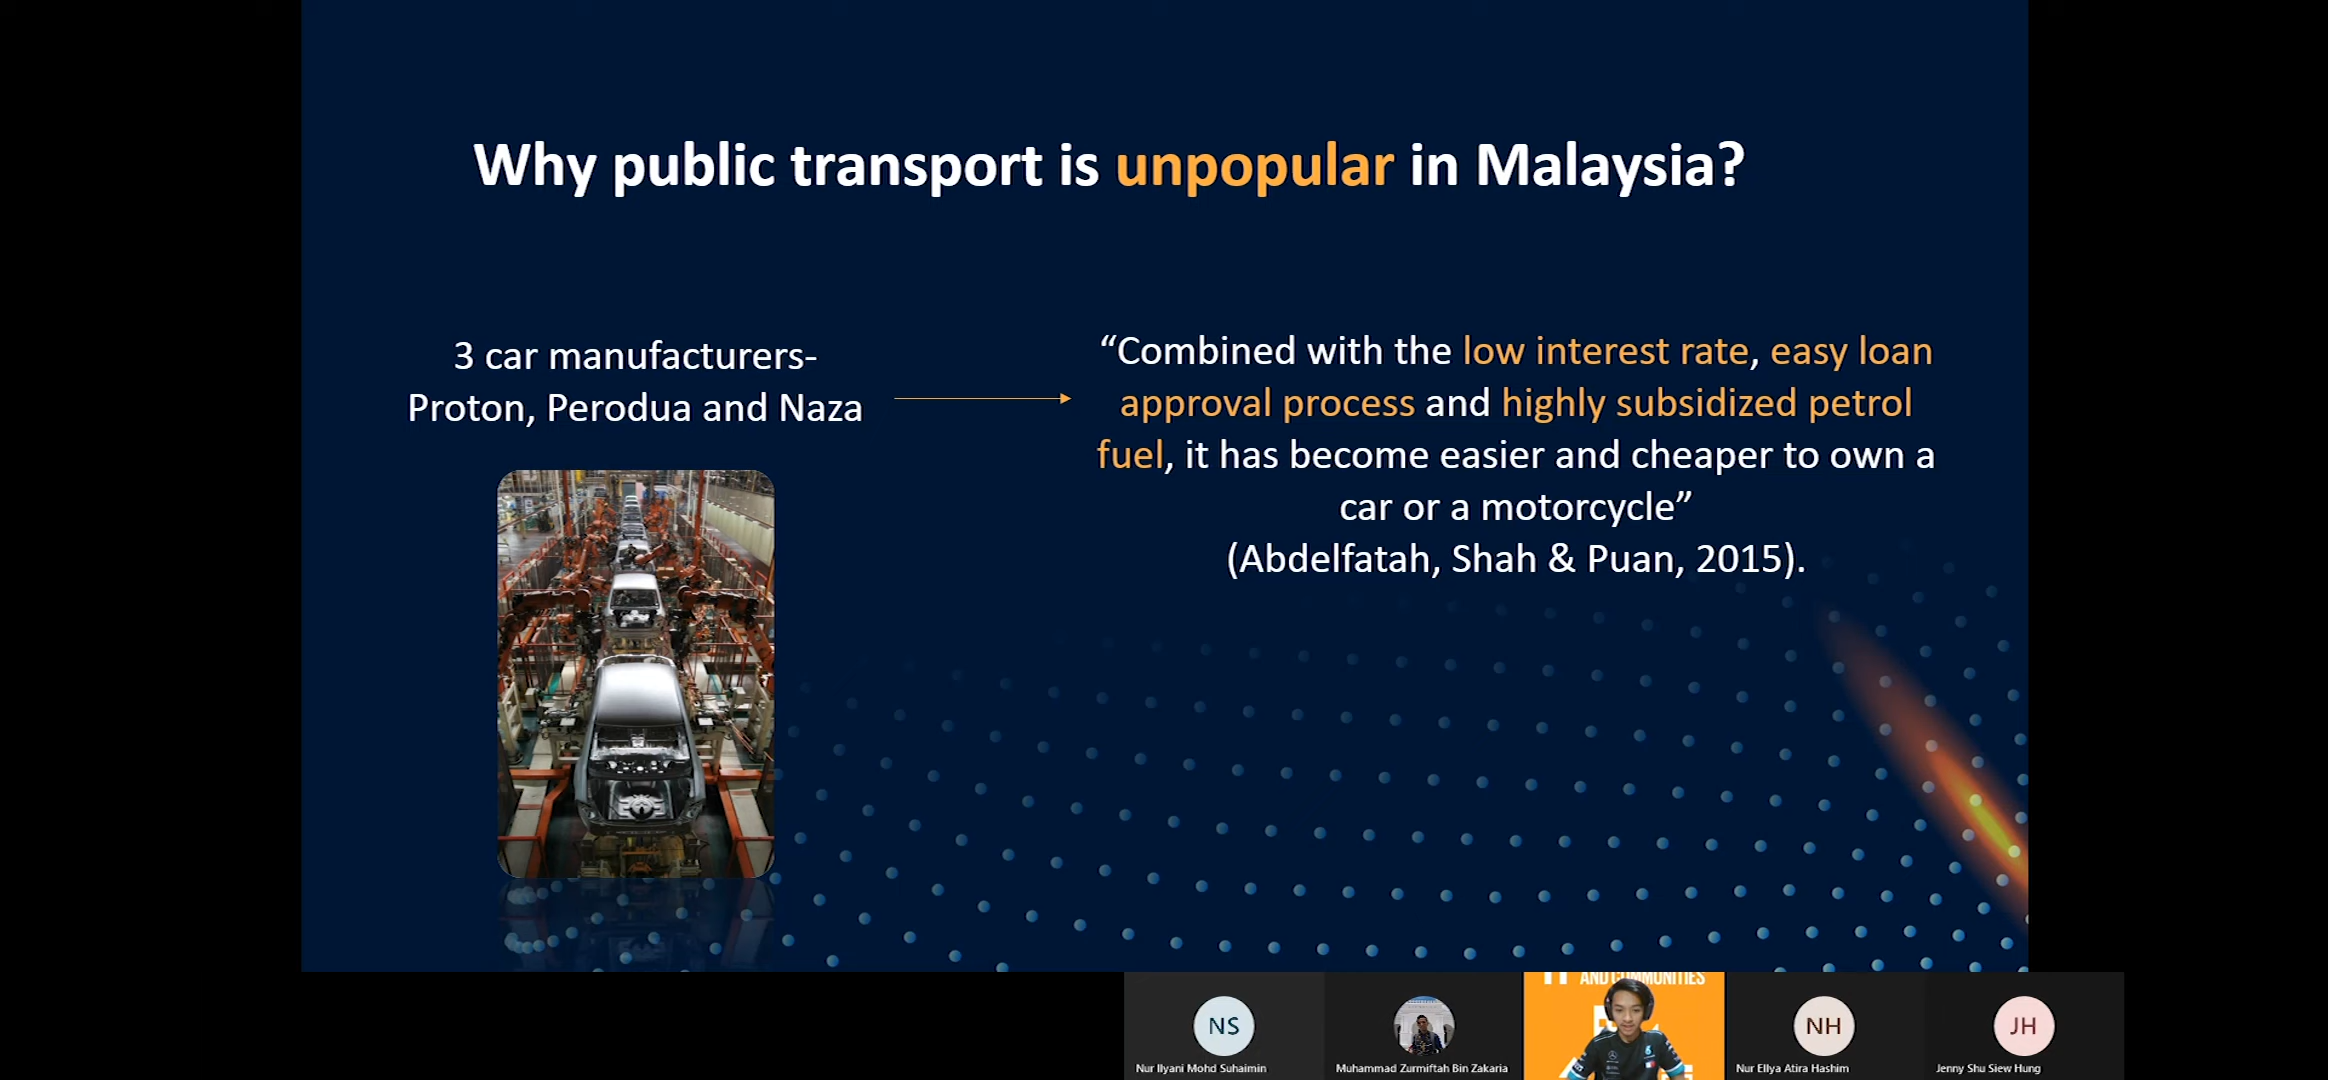 Why public transport is unpopular in Malaysia?
3 car manufacturers-
Proton, Perodua and Naza
“Combined with the low interest rate, easy loan
approval process and highly subsidized petrol
fuel, it has become easier and cheaper to own a
car or a motorcycle”
(Abdelfatah, Shah & Puan, 2015).
NS
Nur Ilyani Mohd Suhaimin
Muhammad Zurmiftah Bin Zakaria
AND COMMUNITIES
NH
Nur Ellya Atira Hashim
JH
Jenny Shu Siew Hung